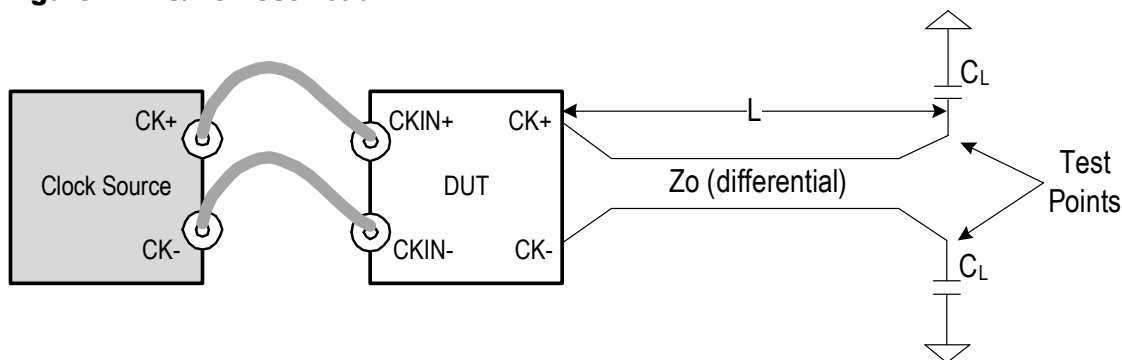 CK+
CKIN+
CK+
L
CL
Clock Source
DUT
Zo (differential)
Test
Points
CK-
CKIN-
CK-
CL